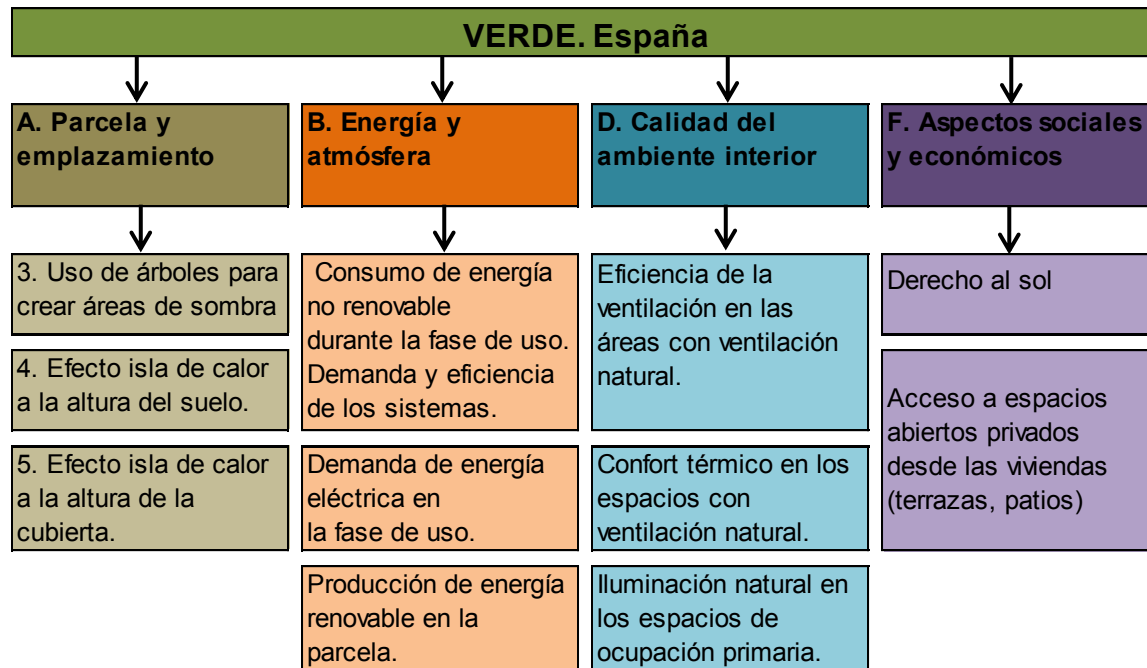 VERDE. España
A. Parcela y
emplazamiento
3. Uso de árboles para
crear áreas de sombra
4. Efecto isla de calor
a la altura del suelo.
5. Efecto isla de calor
a la altura de la
cubierta.
B. Energía y
atmósfera
Consumo de energía
no renovable
durante la fase de uso.
Demanda y eficiencia
de los sistemas.
Demanda de energía
eléctrica en
la fase de uso.
Producción de energía
renovable en la
parcela.
D. Calidad del
ambiente interior
Eficiencia de la
ventilación en las
áreas con ventilación
natural.
Confort térmico en los
espacios con
ventilación natural.
Iluminación natural en
los espacios de
ocupación primaria.
F. Aspectos sociales
y económicos
Derecho al sol
Acceso a espacios
abiertos privados
desde las viviendas
(terrazas, patios)